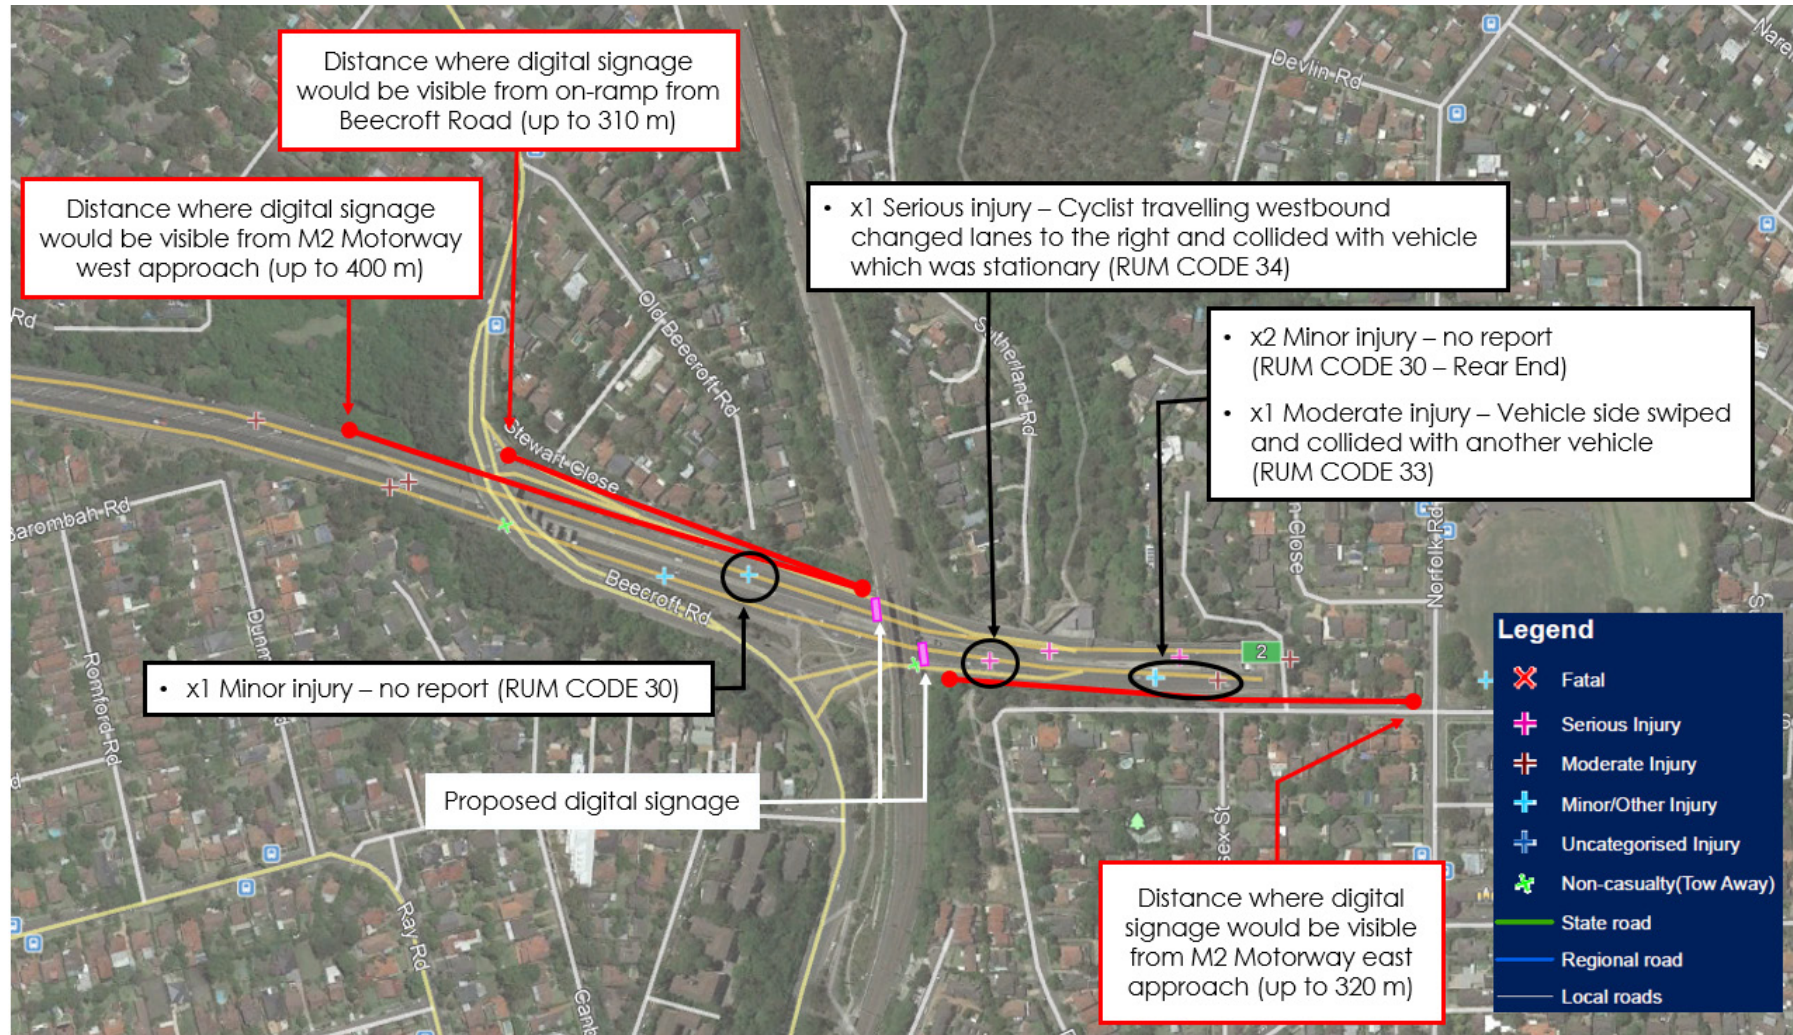 Distance where digital signage
would be visible from on-ramp from
Beecroft Road (up to 310 m)
Distance where digital signage
would be visible from M2 Motorway
west approach (up to 400 m)
• x1 Serious injury – Cyclist travelling westbound
changed lanes to the right and collided with vehicle
which was stationary (RUM CODE 34)
• x2 Minor injury – no report
(RUM CODE 30 – Rear End)
• x1 Moderate injury – Vehicle side swiped
and collided with another vehicle
(RUM CODE 33)
• x1 Minor injury – no report (RUM CODE 30)
Proposed digital signage
Distance where digital
signage would be visible
from M2 Motorway east
approach (up to 320 m)
Devlin Rd
Old Beecroft Rd
Sutherland Rd
Stewart Close
Barombah Rd
Beecroft Rd
Romford Rd
Ray Rd
Norfolk Rd
Close
Rd
2
Legend
Fatal
Serious Injury
Moderate Injury
Minor/Other Injury
Uncategorised Injury
Non-casualty(Tow Away)
State road
Regional road
Local roads